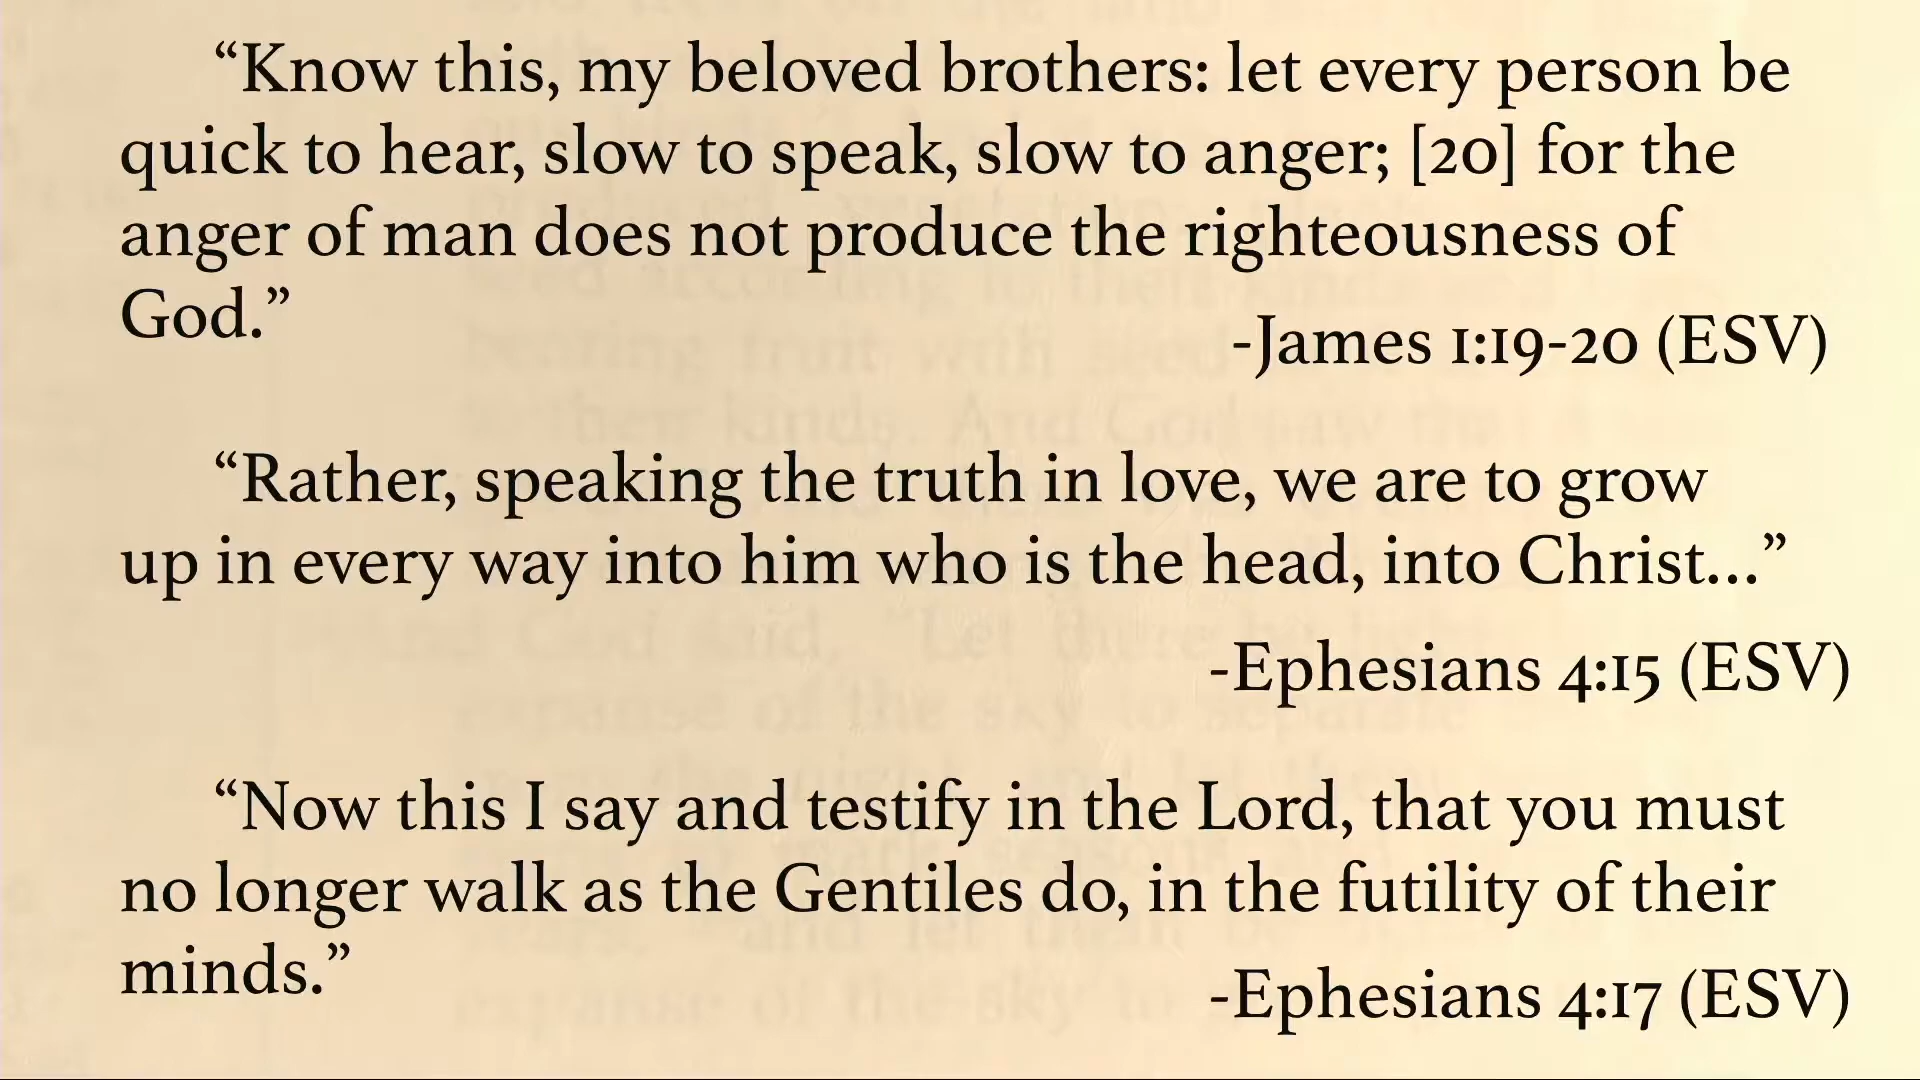 “Know this, my beloved brothers: let every person be
quick to hear, slow to speak, slow to anger; [20] for the
anger of man does not produce the righteousness of
God.”
-James 1:19-20 (ESV)
“Rather, speaking the truth in love, we are to grow
up in every way into him who is the head, into Christ...”
-Ephesians 4:15 (ESV)
“Now this I say and testify in the Lord, that you must
no longer walk as the Gentiles do, in the futility of their
minds.”
-Ephesians 4:17 (ESV)